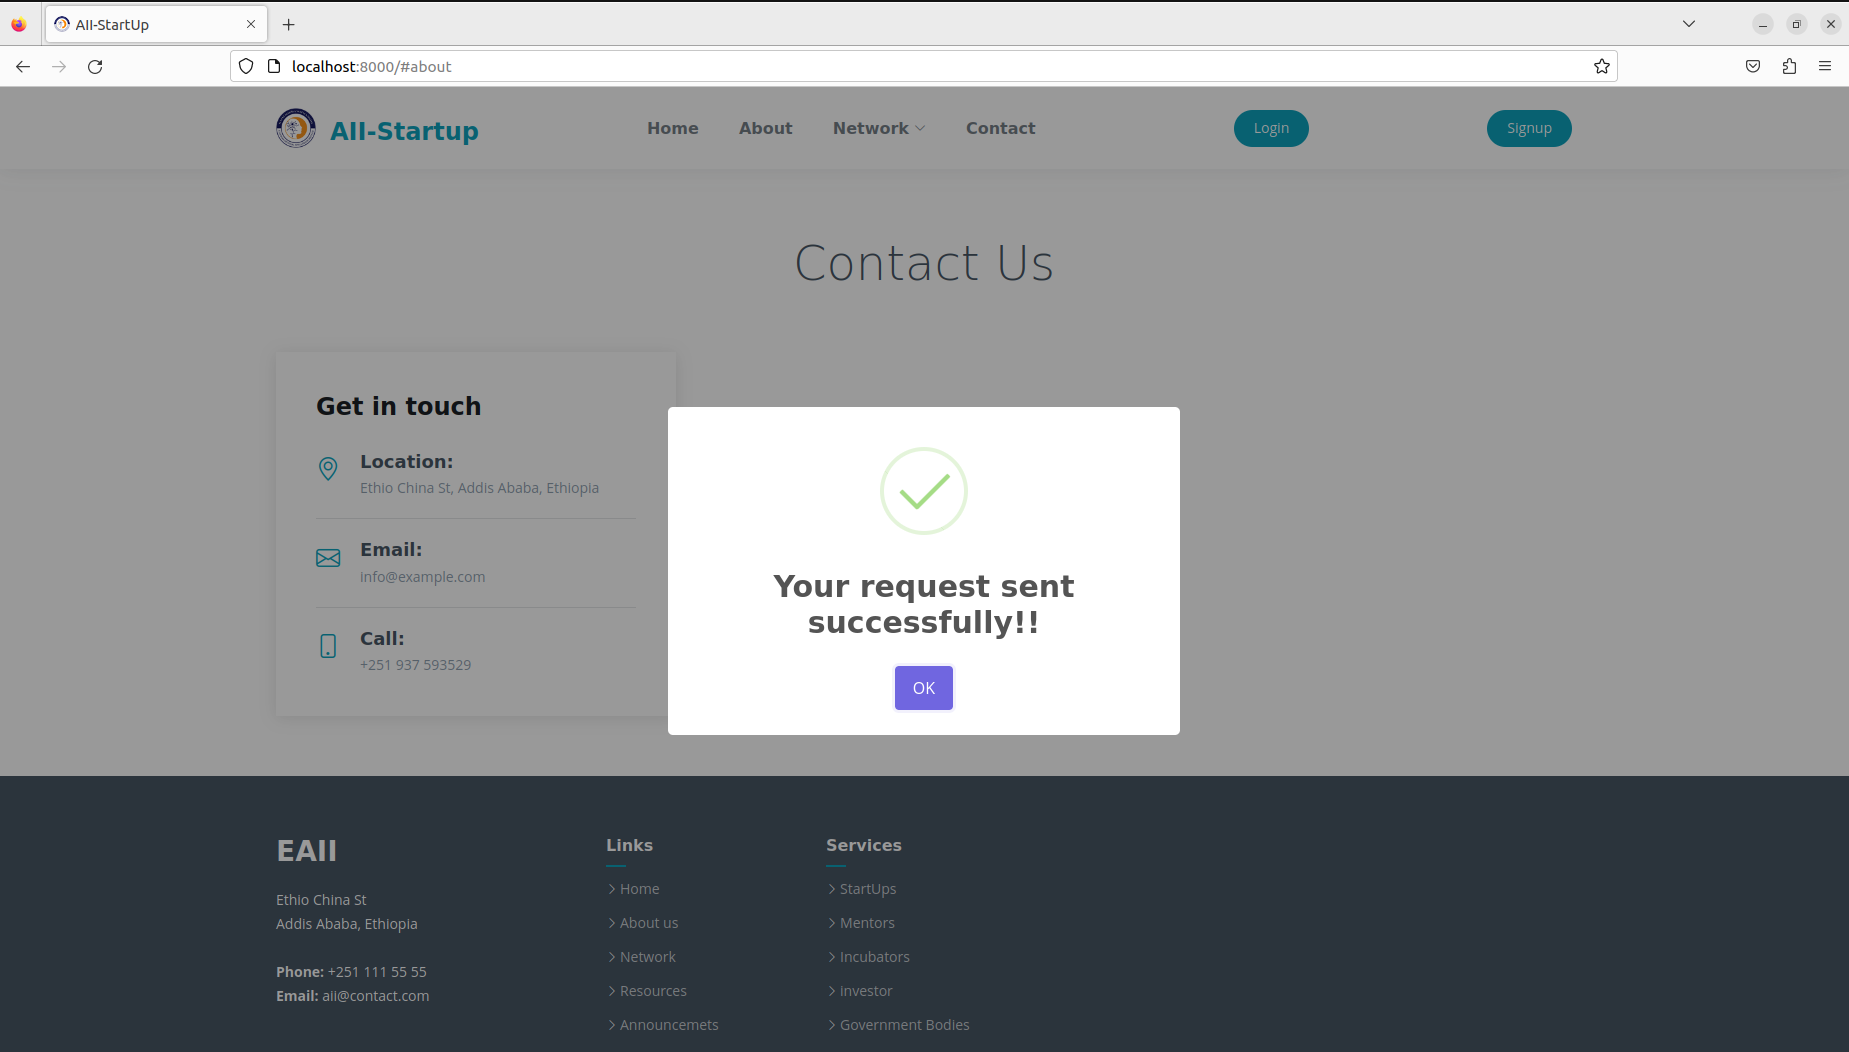 AII-StartUp
localhost:8000/#about
AII-Startup
Home
About
Network
Contact
Login
Signup
Contact Us
Get in touch
Location:
Ethio China St, Addis Ababa, Ethiopia
Email:
info@example.com
Call:
+251 937 593529
Your request sent
successfully!!
OK
EAII
Ethio China St
Addis Ababa, Ethiopia
Phone: +251 111 55 55
Email: aii@contact.com
Links
Home
About us
Network
Resources
Announcemets
Services
StartUps
Mentors
Incubators
investor
Government Bodies